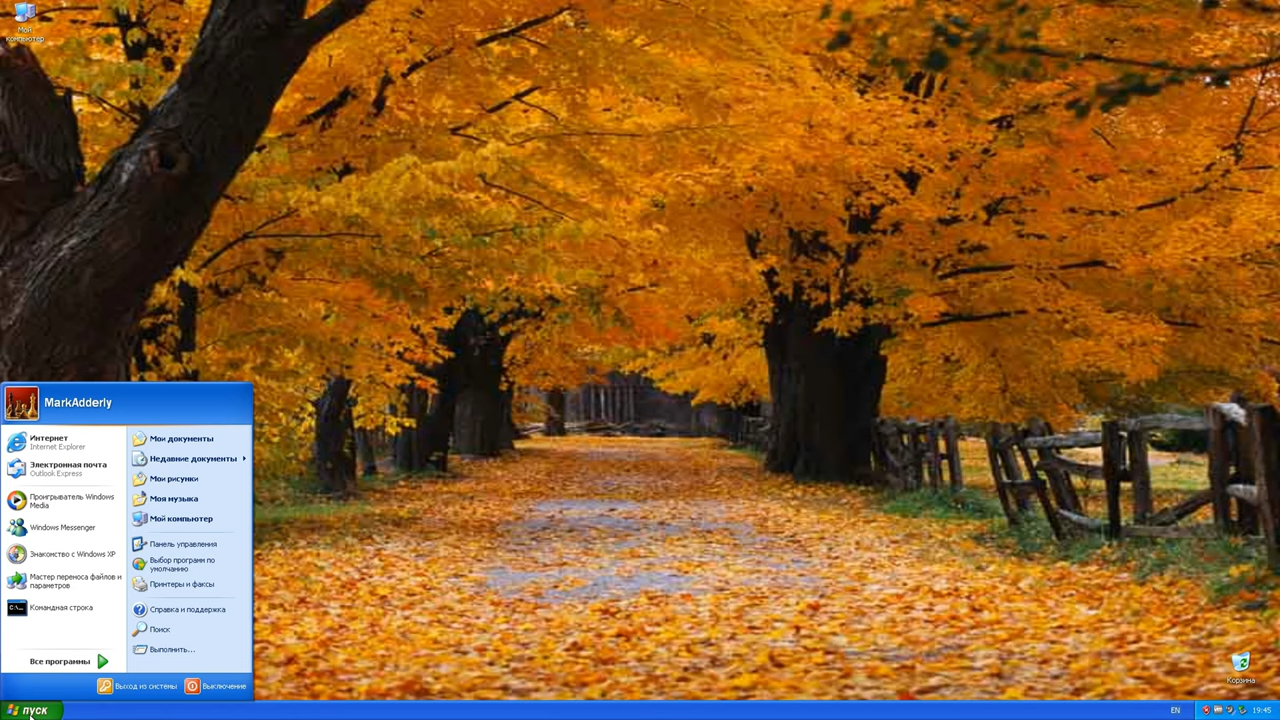 Мой
компьютер
MarkAdderly
Интернет
Internet Explorer
Электронная почта
Outlook Express
Проигрыватель Windows
Media
Windows Messenger
Знакомство с Windows XP
Мастер переноса файлов и
параметров
Командная строка
Все программы
Мои документы
Недавние документы
Мои рисунки
Моя музыка
Мой компьютер
Панель управления
Выбор программ по
умолчанию
Принтеры и факсы
Справка и поддержка
Поиск
Выполнить...
Выход из системы
Выключение
Корзина
пуск
EN
19:45